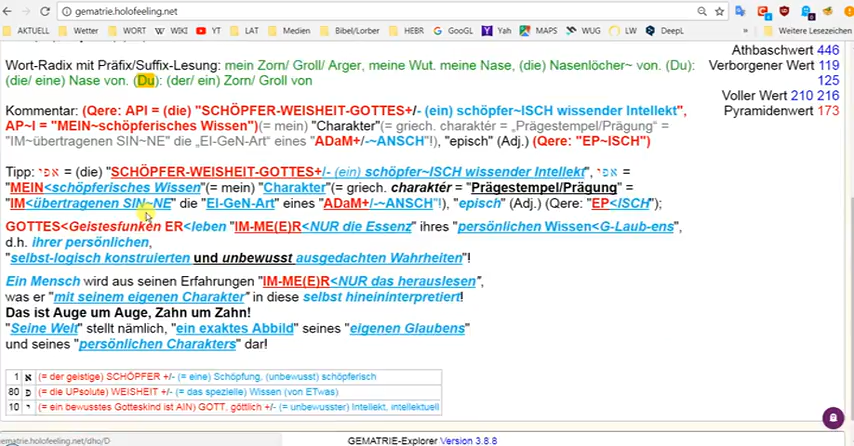 gematrie.holofeeling.net
AKTUELL Wetter WORT WIKI LAT Medien Bibel/Lorber HEBR GooGL Yah MAPS WUG LW DeepL Weitere Lesezeichen
Athbaschwert 446
Wort-Radix mit Präfix/Suffix-Lesung: mein Zorn/ Groll/ Arger, meine Wut. meine Nase, (die) Nasenlöcher~ von. (Du):
Verborgener Wert 119
(die/ eine) Nase von. (Du): (der/ ein) Zorn/ Groll von
125
Voller Wert 210 216
Kommentar: (Qere: API = (die) "SCHÖPFER-WEISHEIT-GOTTES+/- (ein) schöpfer~ISCH wissender Intellekt",
Pyramidenwert 173
AP~I = "MEIN~schöpferisches Wissen")(= mein) "Charakter"(= griech. charaktér = „Prägestempel/Prägung“ =
"IM~übertragenen SIN~NE" die „EI-GeN-Art" eines "ADaM+/-~ANSCH"!), "episch" (Adj.) (Qere: "EP~ISCH")
Tipp: אפי = (die) "SCHÖPFER-WEISHEIT-GOTTES+/- (ein) schöpfer~ISCH wissender Intellekt", אפי =
"MEIN<schöpferisches Wissen"(= mein) "Charakter"(= griech. charaktér = "Prägestempel/Prägung" =
"IM<übertragenen SIN~NE" die "EI-GeN-Art" eines "ADaM+/-~ANSCH"!), "episch" (Adj.) (Qere: "EP<ISCH");
GOTTES<Geistesfunken ER<leben "IM-ME(E)R<NUR die Essenz" ihres "persönlichen Wissen<G-Laub-ens",
d.h. ihrer persönlichen,
"selbst-logisch konstruierten und unbewusst ausgedachten Wahrheiten"!
Ein Mensch wird aus seinen Erfahrungen "IM-ME(E)R<NUR das herauslesen",
was er "mit seinem eigenen Charakter" in diese selbst hineininterpretiert!
Das ist Auge um Auge, Zahn um Zahn!
"Seine Welt" stellt nämlich, "ein exaktes Abbild" seines "eigenen Glaubens"
und seines "persönlichen Charakters" dar!
1 א (= der geistige) SCHÖPFER +/- (= eine) Schöpfung, (unbewusst) schöpferisch
80 פ (= die UPsolute) WEISHEIT +/- (= das spezielle) Wissen (von ETwas)
10 י (= ein bewusstes Gotteskind ist AIN) GOTT, göttlich +/- (= unbewusster) Intellekt, intellektuell
ematrie.holofeeling.net/dho/D
GEMATRIE-Explorer Version 3.8.8